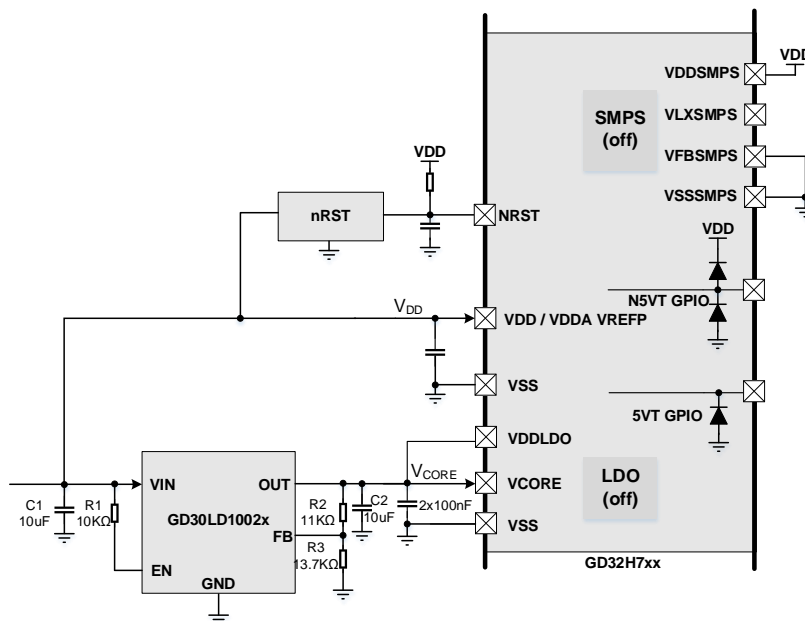 VDD
VDDSMPS
SMPS
(off)
VLXSMPS
VDD
VFBSMPS
nRST
NRST
VSSSMPS
VDD
N5VT GPIO
VDD
VDD / VDDA VREFP
VSS
5VT GPIO
VDDLDO
VIN
OUT
VCORE
VCORE
LDO
(off)
C1
10uF
R1
10KΩ
GD30LD1002x
R2
11KΩ
C2
10uF
2x100nF
VSS
FB
R3
13.7KΩ
EN
GND
GD32H7xx